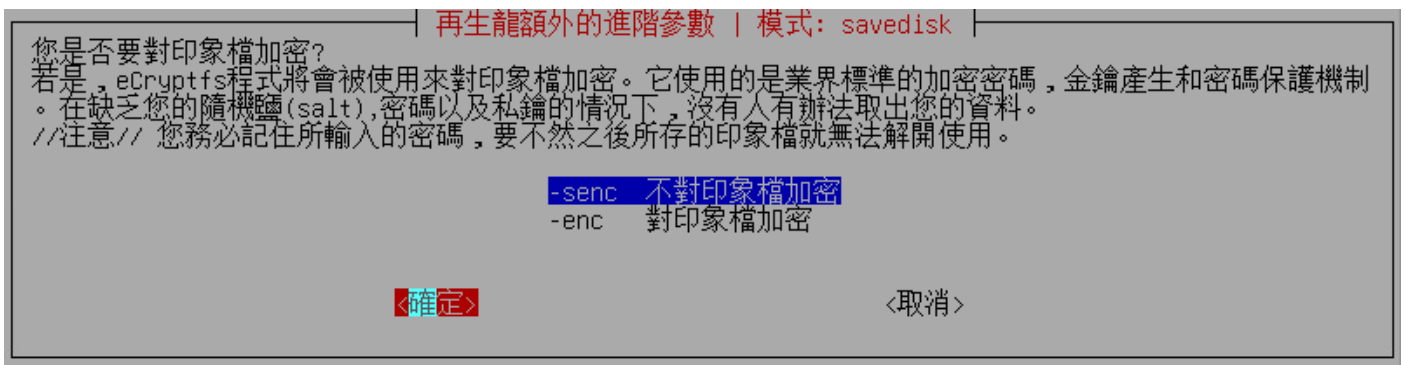 再生龍額外的進階參數 | 模式: savedisk
您是否要對印象檔加密?
若是，eCryptfs程式將會被使用來對印象檔加密。它使用的是業界標準的加密密碼，金鑰產生和密碼保護機制
。在缺乏您的隨機鹽(salt),密碼以及私鑰的情況下，沒有人有辦法取出您的資料。
//注意// 您務必記住所輸入的密碼，要不然之後所存的印象檔就無法解開使用。
-senc 不對印象檔加密
-enc 對印象檔加密
<確定> <取消>